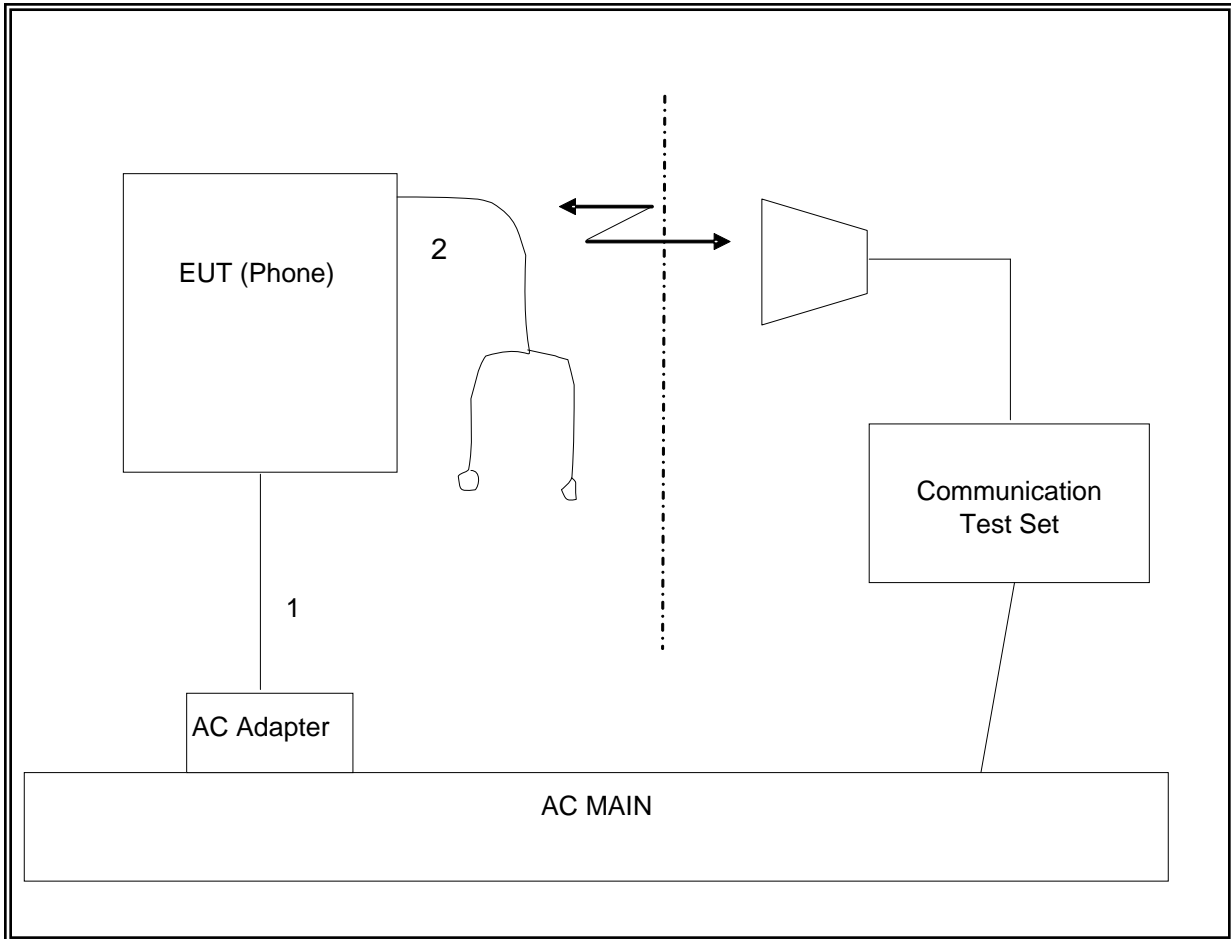 EUT (Phone)
2
1
AC Adapter
Communication
Test Set
AC MAIN